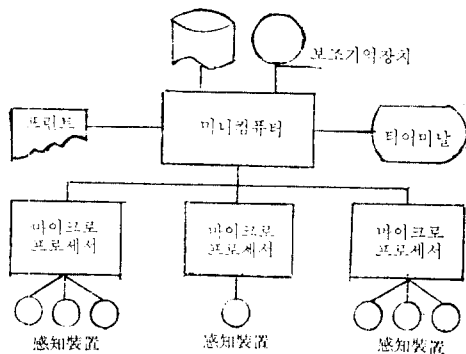 보조기억장치
프린트
미니컴퓨터
터어미날
마이크로
프로세서
마이크로
프로세서
마이크로
프로세서
感知裝置
感知裝置
感知裝置